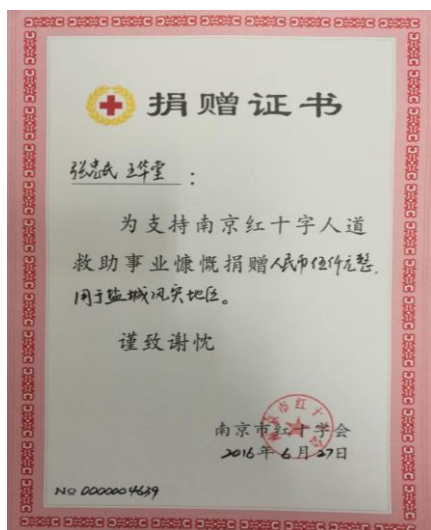 捐赠证书
张忠民 王华 :
为支持南京红十字人道
救助事业慷慨捐赠人民币伍仟元整.
用于盐城风灾地区。
谨致谢忱
南京市红十字会
2016年6月27日
No 0000004639